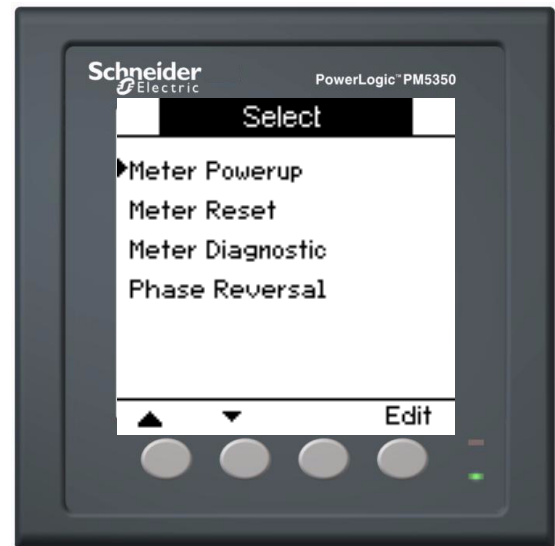 Schneider
Electric
PowerLogic™ PM5350
Select
Meter Powerup
Meter Reset
Meter Diagnostic
Phase Reversal
Edit